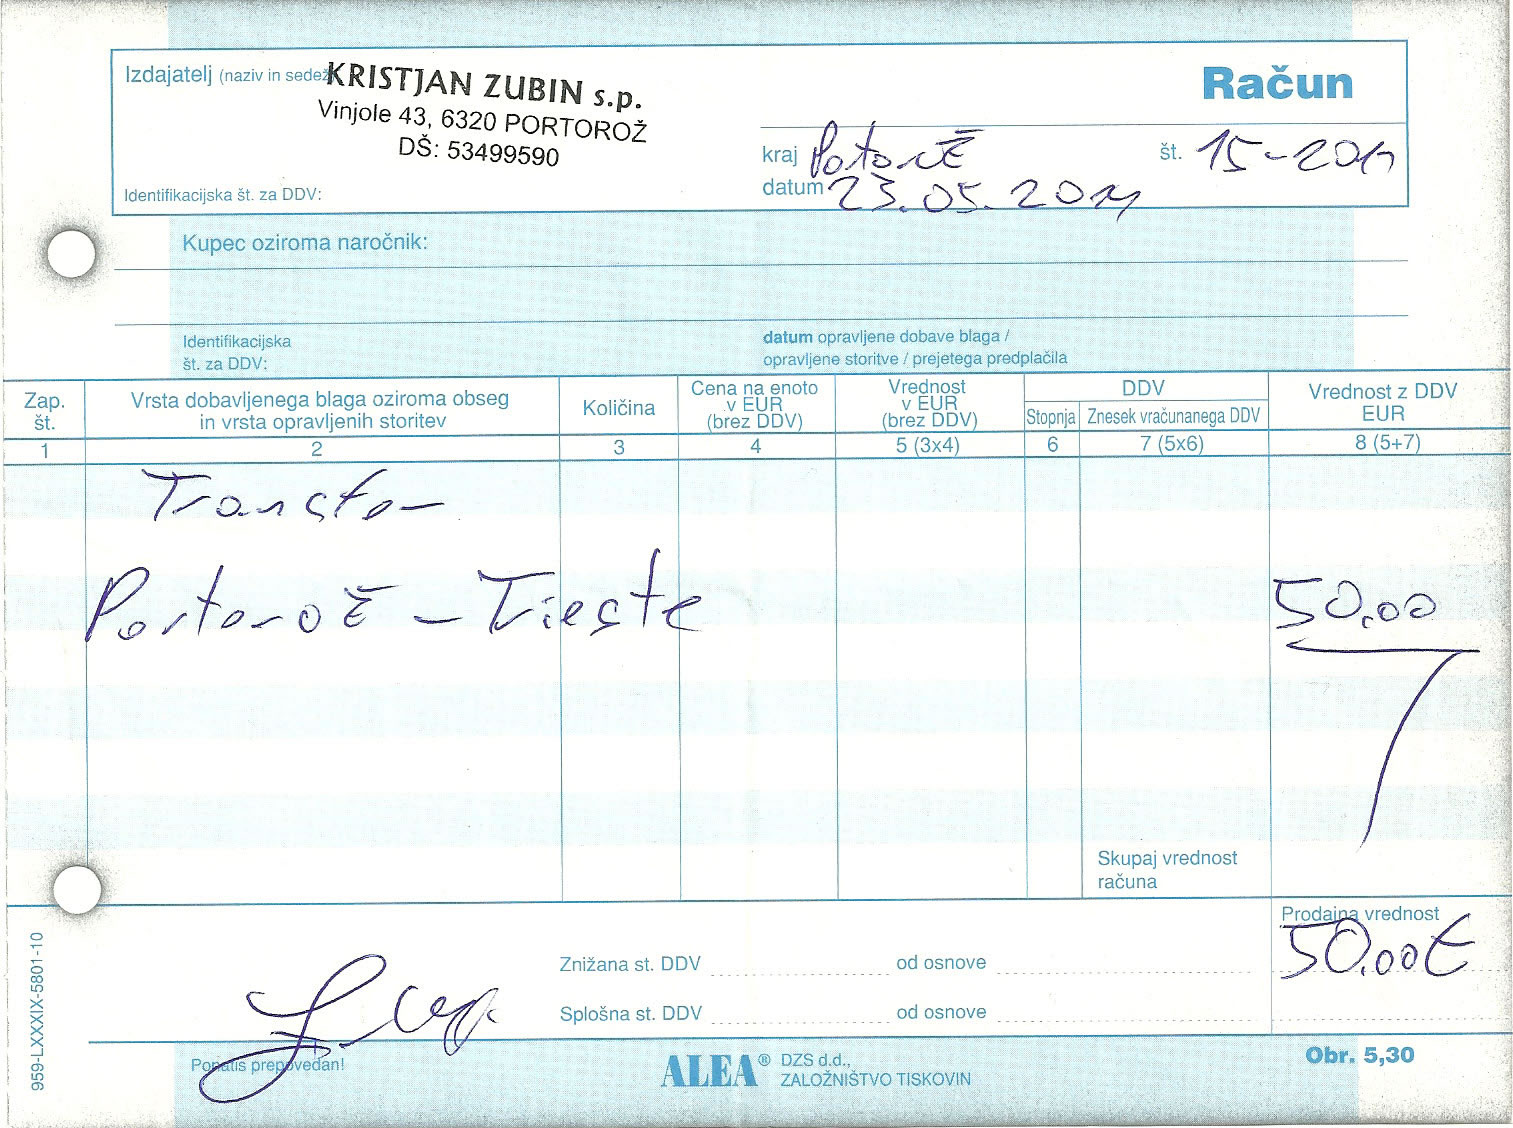 Izdajatelj (naziv in sedež
KRISTJAN ZUBIN s.p.
Vinjole 43, 6320 PORTOROŽ
DŠ: 53499590
Identifikacijska št. za DDV:
Račun
kraj Portorož
št. 15-2011
datum 23.05.2011
Kupec oziroma naročnik:
Identifikacijska
št. za DDV:
datum opravljene dobave blaga /
opravljene storitve / prejetega predplačila
Zap. št.
Vrsta dobavljenega blaga oziroma obseg
in vrsta opravljenih storitev
Količina
Cena na enoto
v EUR
(brez DDV)
Vrednost
v EUR
(brez DDV)
DDV
Stopnja
Znesek vračunanega DDV
Vrednost z DDV
EUR
1 2 3 4 5 (3x4) 6 7 (5x6) 8 (5+7)
Transfer
Portorož - Trieste 50,00
Skupaj vrednost
računa
Prodajna vrednost
50,00€
Znižana st. DDV od osnove
Splošna st. DDV od osnove
Ponatis prepovedan!
ALEA® DZS d.d.,
ZALOŽNIŠTVO TISKOVIN
Obr. 5,30
959-LXXXIX-5801-10